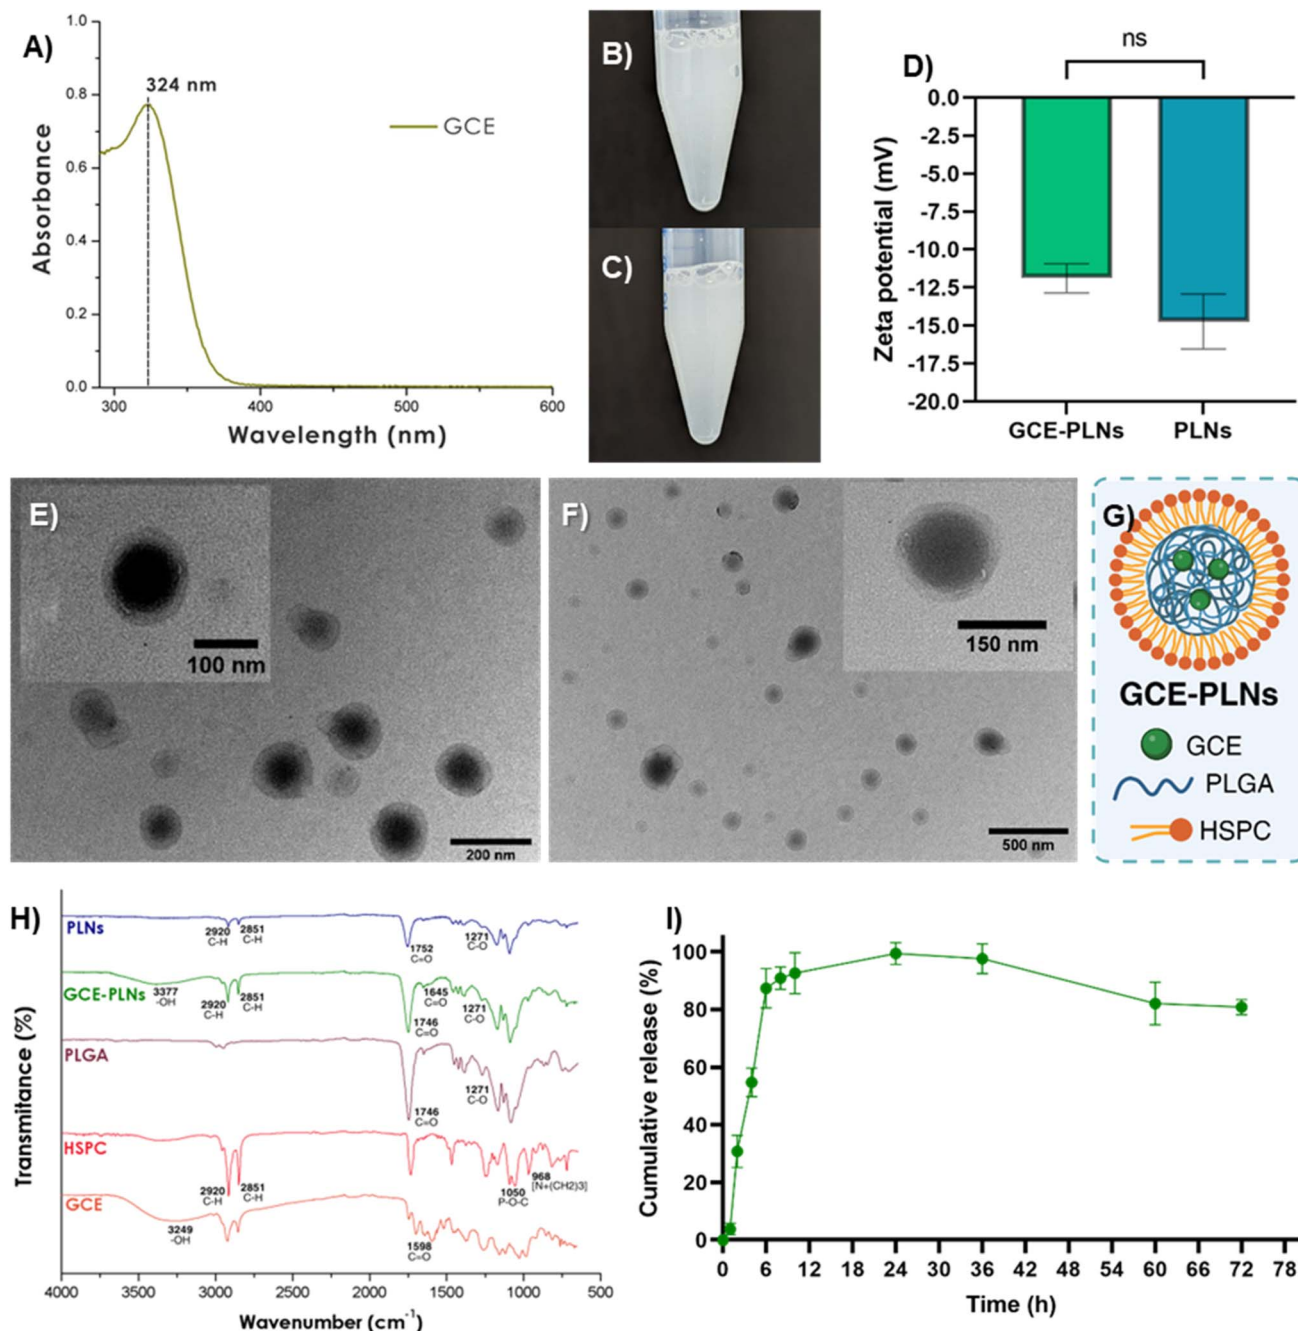 A)
1.0
0.8
0.6
0.4
0.2
0.0
Absorbance
324 nm
GCE
300
400
500
600
Wavelength (nm)
B)
C)
D)
ns
0.0
-2.5
-5.0
-7.5
-10.0
-12.5
-15.0
-17.5
-20.0
Zeta potential (mV)
GCE-PLNs
PLNs
E)
100 nm
200 nm
F)
150 nm
500 nm
G)
GCE-PLNs
GCE
PLGA
HSPC
H)
Transmitance (%)
PLNs
2920
C-H
2851
C-H
1752
C=O
1271
C-O
GCE-PLNs
3377
-OH
2920
C-H
2851
C-H
1645
C=O
1746
C=O
1271
C-O
PLGA
1746
C=O
1271
C-O
HSPC
2920
C-H
2851
C-H
1050
P-O-C
968
[N+(CH2)3]
GCE
3249
-OH
1598
C=O
4000
3500
3000
2500
2000
1500
1000
500
Wavenumber (cm⁻¹)
I)
100
80
60
40
20
0
Cumulative release (%)
0 6 12 18 24 30 36 42 48 54 60 66 72 78
Time (h)